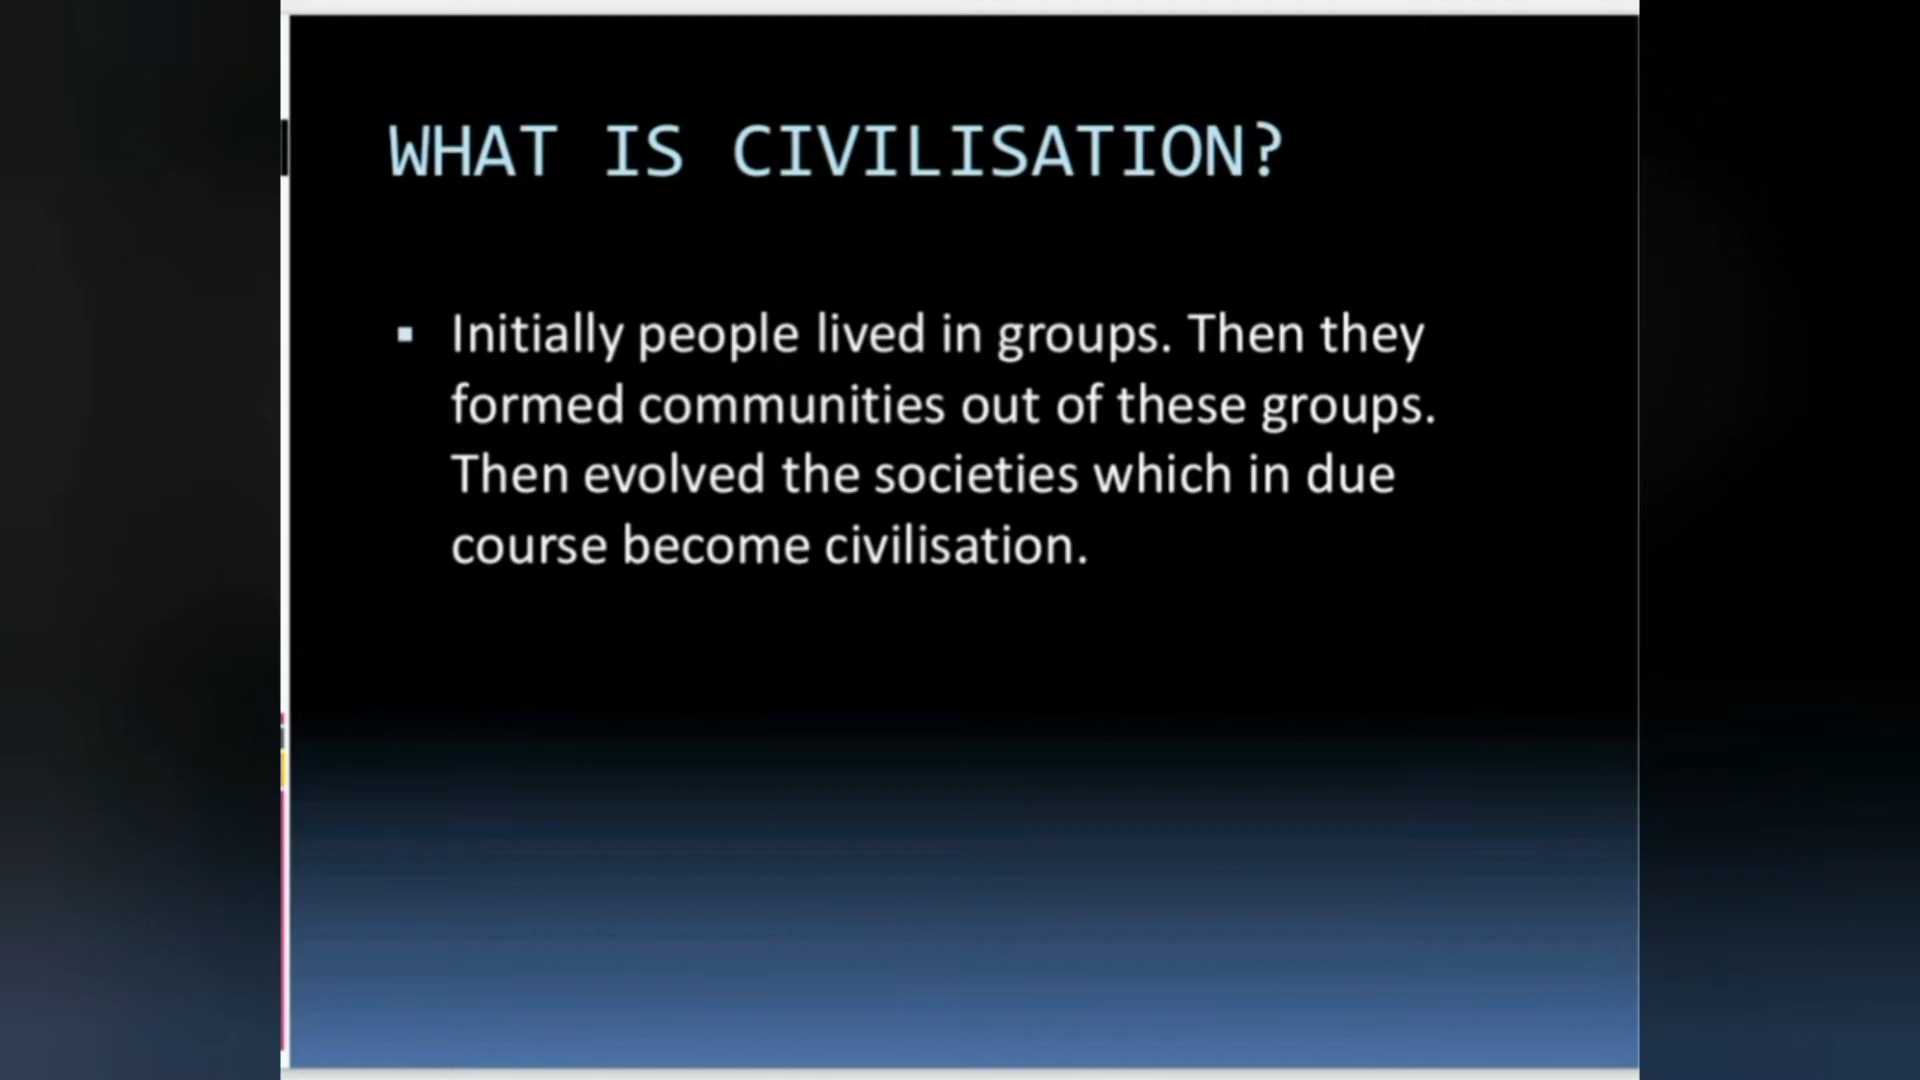 WHAT IS CIVILISATION?
▪ Initially people lived in groups. Then they
formed communities out of these groups.
Then evolved the societies which in due
course become civilisation.